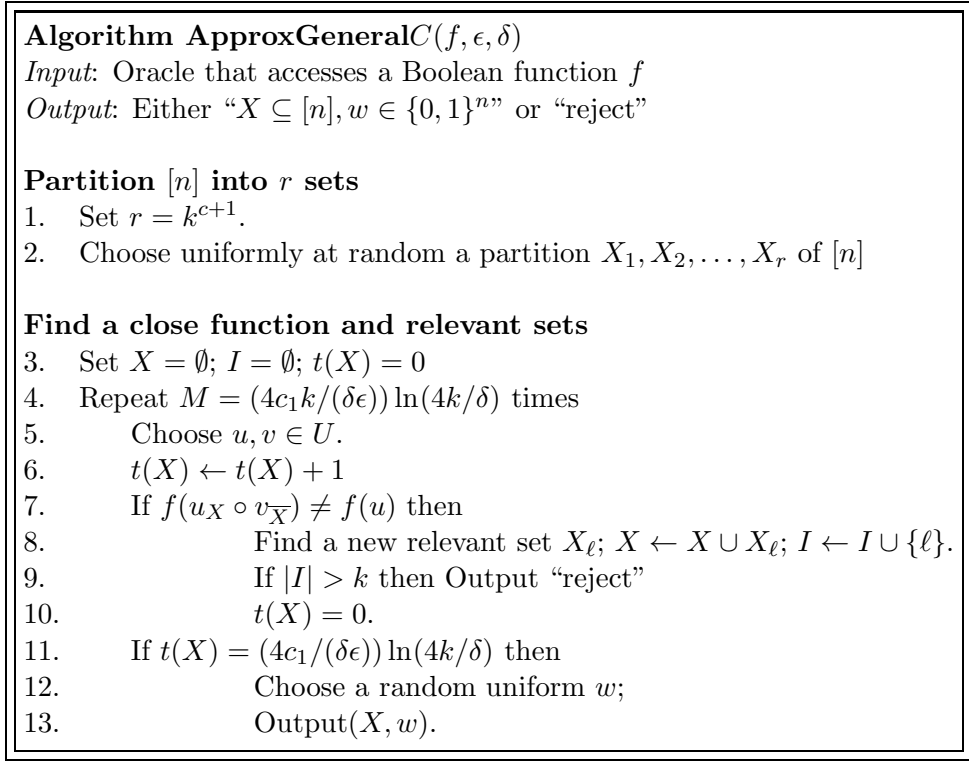 Algorithm ApproxGeneralC(f, ϵ, δ)
Input: Oracle that accesses a Boolean function f
Output: Either “X ⊆ [n], w ∈ {0, 1}ⁿ” or “reject”
Partition [n] into r sets
1. Set r = k^{c+1}.
2. Choose uniformly at random a partition X₁, X₂, . . . , X_r of [n]
Find a close function and relevant sets
3. Set X = ∅; I = ∅; t(X) = 0
4. Repeat M = (4c₁k/(δϵ)) ln(4k/δ) times
5. Choose u, v ∈ U.
6. t(X) ← t(X) + 1
7. If f(u_X ∘ v_{\overline{X}}) ≠ f(u) then
8. Find a new relevant set X_ℓ; X ← X ∪ X_ℓ; I ← I ∪ {ℓ}.
9. If |I| > k then Output “reject”
10. t(X) = 0.
11. If t(X) = (4c₁/(δϵ)) ln(4k/δ) then
12. Choose a random uniform w;
13. Output(X, w).